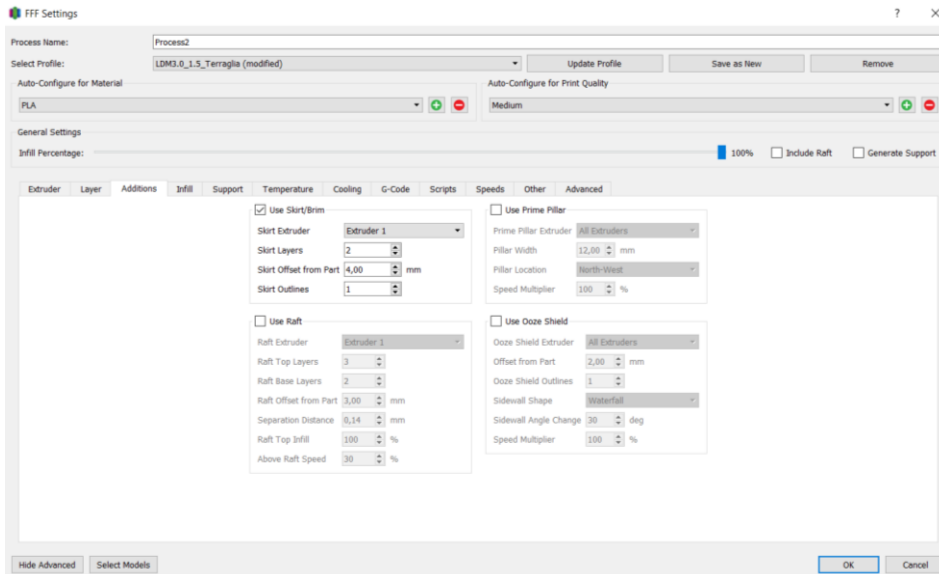 FFF Settings ? ×
Process Name: Process2
Select Profile: LDM3.0_1.5_Terraglia (modified) Update Profile Save as New Remove
Auto-Configure for Material Auto-Configure for Print Quality
PLA Medium
General Settings
Infill Percentage: 100% Include Raft Generate Support
Extruder Layer Additions Infill Support Temperature Cooling G-Code Scripts Speeds Other Advanced
Use Skirt/Brim
Skirt Extruder Extruder 1
Skirt Layers 2
Skirt Offset from Part 4,00 mm
Skirt Outlines 1
Use Prime Pillar
Prime Pillar Extruder All Extruders
Pillar Width 12,00 mm
Pillar Location North-West
Speed Multiplier 100 %
Use Raft
Raft Extruder Extruder 1
Raft Top Layers 3
Raft Base Layers 2
Raft Offset from Part 3,00 mm
Separation Distance 0,14 mm
Raft Top Infill 100 %
Above Raft Speed 30 %
Use Ooze Shield
Ooze Shield Extruder All Extruders
Offset from Part 2,00 mm
Ooze Shield Outlines 1
Sidewall Shape Waterfall
Sidewall Angle Change 30 deg
Speed Multiplier 100 %
Hide Advanced Select Models OK Cancel